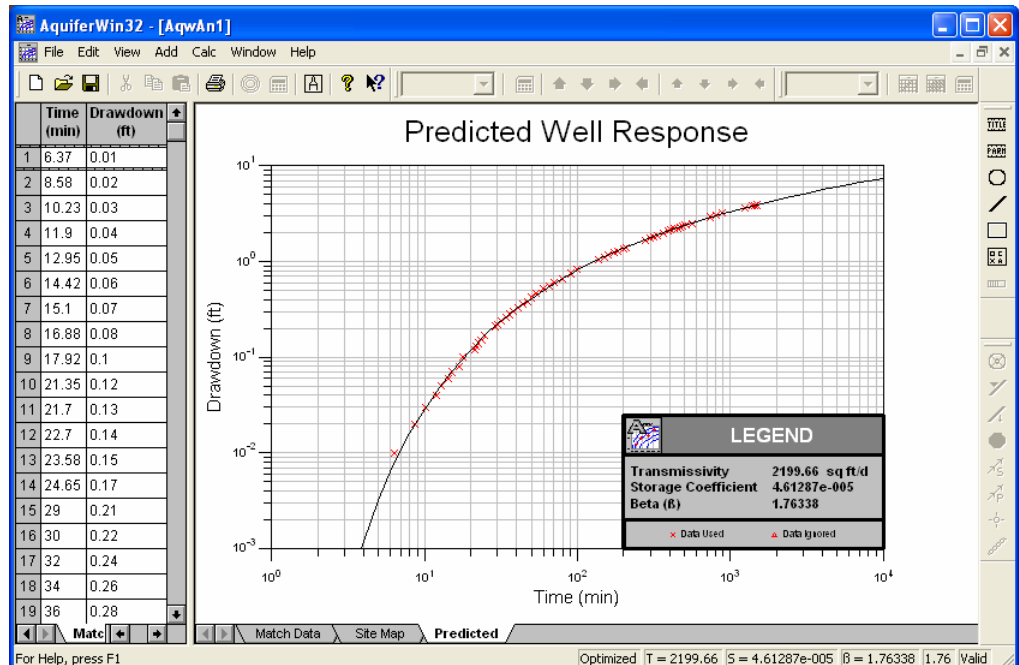 AquiferWin32 - [AqwAn1]
File Edit View Add Calc Window Help
Time (min) Drawdown (ft)
1 6.37 0.01
2 8.58 0.02
3 10.23 0.03
4 11.9 0.04
5 12.95 0.05
6 14.42 0.06
7 15.1 0.07
8 16.88 0.08
9 17.92 0.1
10 21.35 0.12
11 21.7 0.13
12 22.7 0.14
13 23.58 0.15
14 24.65 0.17
15 29 0.21
16 30 0.22
17 32 0.24
18 34 0.26
19 36 0.28
Matc
Predicted Well Response
Drawdown (ft)
10^1
10^0
10^-1
10^-2
10^-3
10^0 10^1 10^2 10^3 10^4
Time (min)
LEGEND
Transmissivity 2199.66 sq ft/d
Storage Coefficient 4.61287e-005
Beta (ß) 1.76338
Data Used Data Ignored
Match Data Site Map Predicted
TITLE
PARM
For Help, press F1
Optimized T = 2199.66 S = 4.61287e-005 ß = 1.76338 1.76 Valid